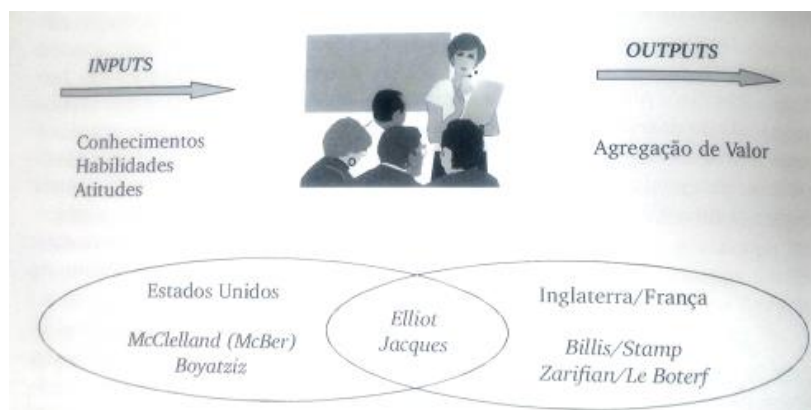 INPUTS
OUTPUTS
Conhecimentos
Habilidades
Atitudes
Agregação de Valor
Estados Unidos
McClelland (McBer)
Boyatziz
Elliot
Jacques
Inglaterra/França
Billis/Stamp
Zarifian/Le Boterf